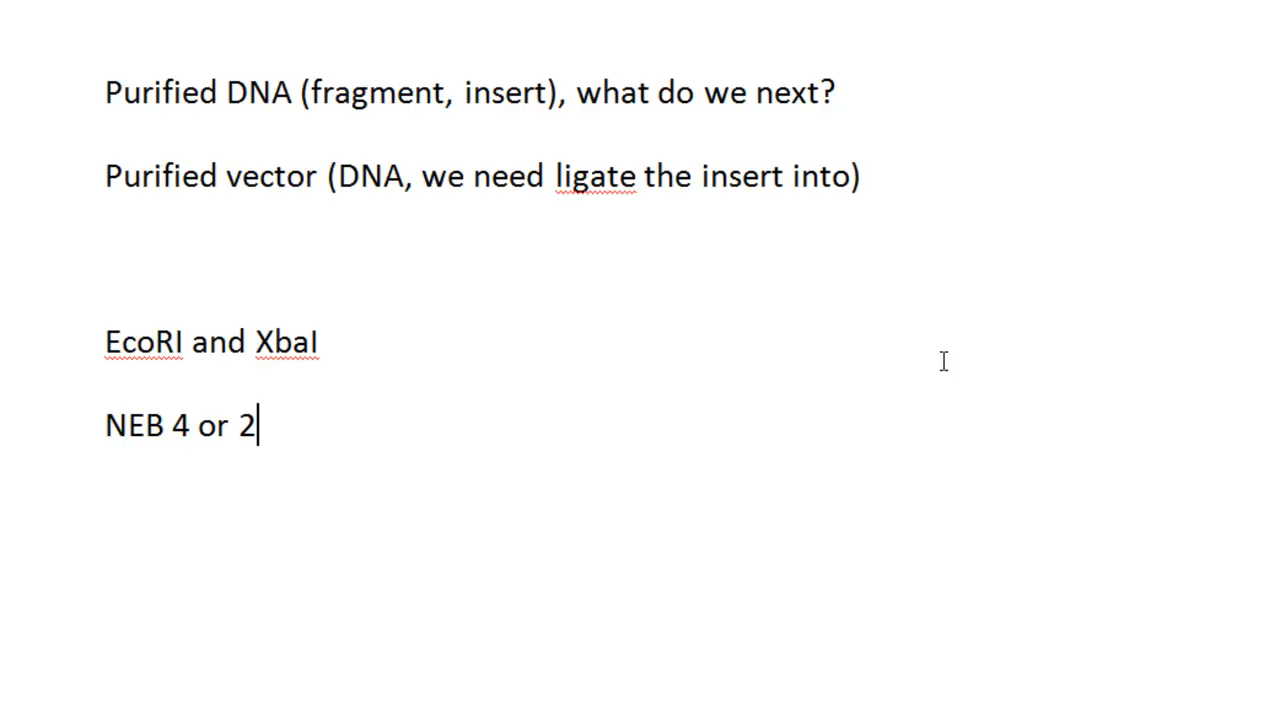 Purified DNA (fragment, insert), what do we next?
Purified vector (DNA, we need ligate the insert into)
EcoRI and XbaI
NEB 4 or 2